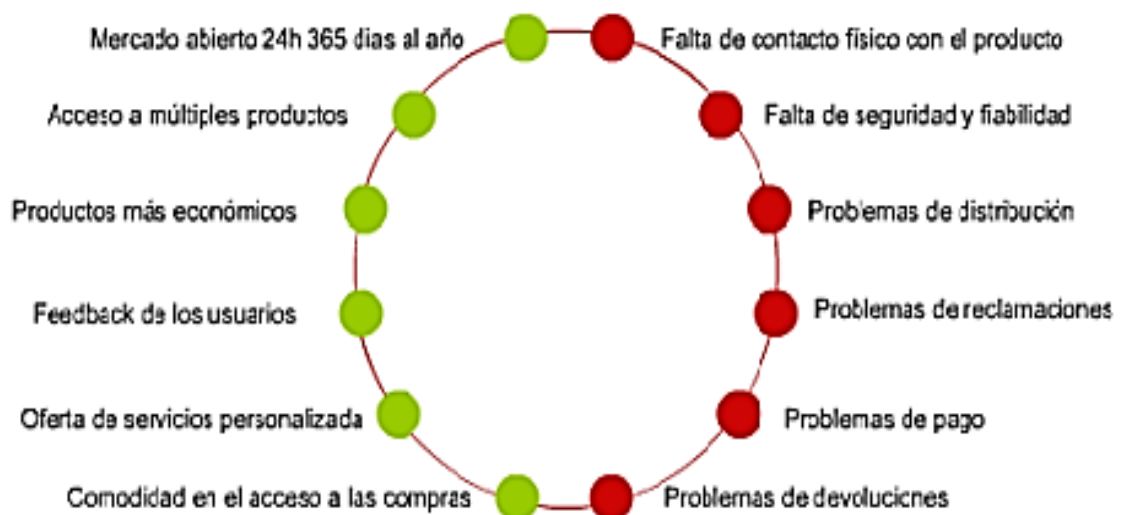 Mercado abierto 24h 365 dias al año
Falta de contacto físico con el producto
Acceso a múltiples productos
Falta de seguridad y fiabilidad
Productos más económicos
Problemas de distribución
Feedback de los usuarios
Problemas de reclamaciones
Oferta de servicios personalizada
Problemas de pago
Comodidad en el acceso a las compras
Problemas de devoluciones